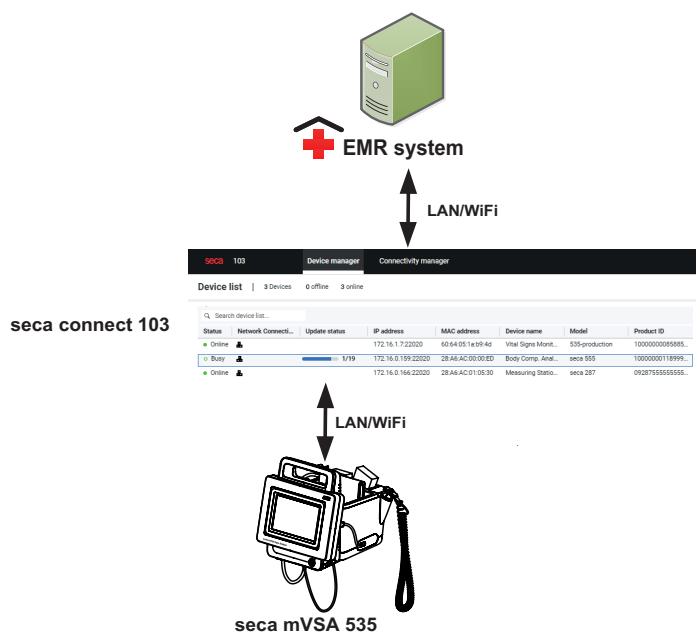 EMR system
LAN/WiFi
seca 103 Device manager Connectivity manager
Device list | 3 Devices 0 offline 3 online
Search device list...
seca connect 103
Status Network Connecti... Update status IP address MAC address Device name Model Product ID
Online 172.16.1.7:22020 60:64:05:1a:b9:4d Vital Signs Monit... 535-production 10000000085885...
Busy 1/19 172.16.0.159:22020 28:A6:AC:00:00:ED Body Comp. Anal... seca 555 10000000118999...
Online 172.16.0.166:22020 28:A6:AC:01:05:30 Measuring Statio... seca 287 09287555555555...
LAN/WiFi
seca mVSA 535